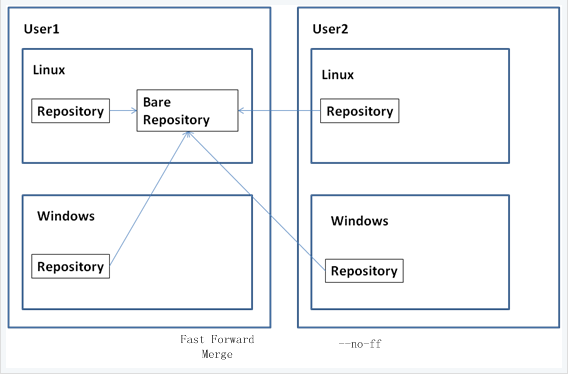 User1
Linux
Repository
Bare
Repository
Windows
Repository
User2
Linux
Repository
Windows
Repository
Fast Forward
Merge
--no-ff